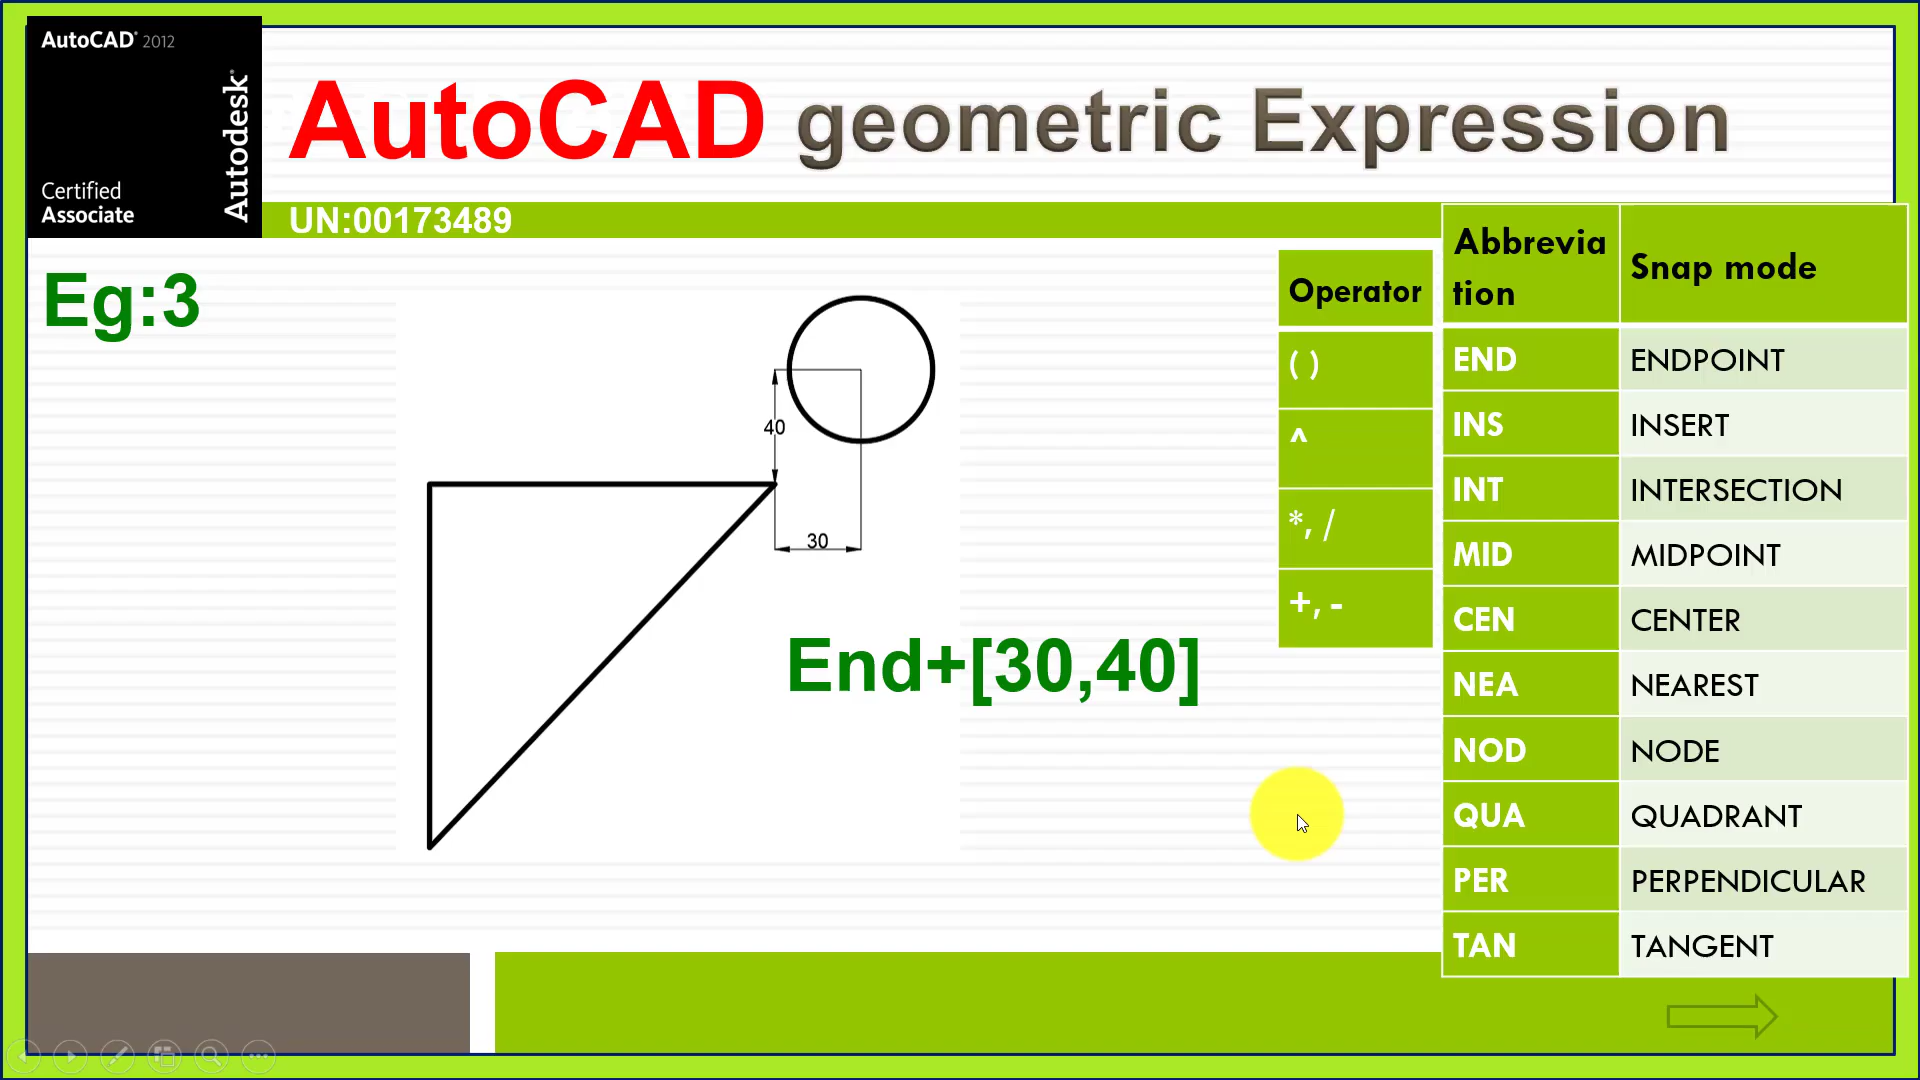 AutoCAD® 2012
Autodesk®
Certified
Associate
AutoCAD geometric Expression
UN:00173489
Eg:3
40
30
End+[30,40]
Operator
( )
^
*, /
+, -
Abbrevia
tion
Snap mode
END ENDPOINT
INS INSERT
INT INTERSECTION
MID MIDPOINT
CEN CENTER
NEA NEAREST
NOD NODE
QUA QUADRANT
PER PERPENDICULAR
TAN TANGENT